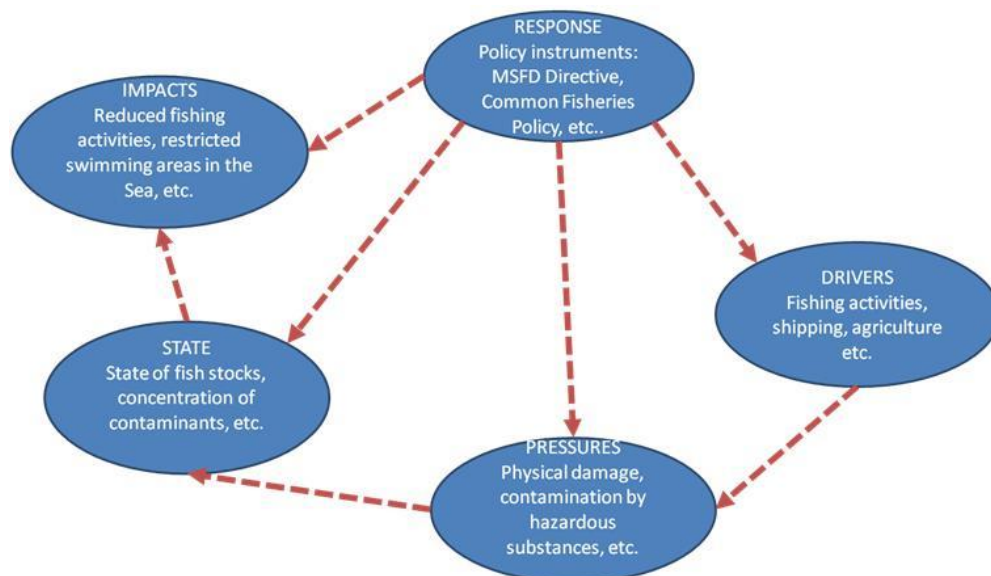 RESPONSE
Policy instruments:
MSFD Directive,
Common Fisheries
Policy, etc..
IMPACTS
Reduced fishing
activities, restricted
swimming areas in the
Sea, etc.
DRIVERS
Fishing activities,
shipping, agriculture
etc.
STATE
State of fish stocks,
concentration of
contaminants, etc.
PRESSURES
Physical damage,
contamination by
hazardous
substances, etc.